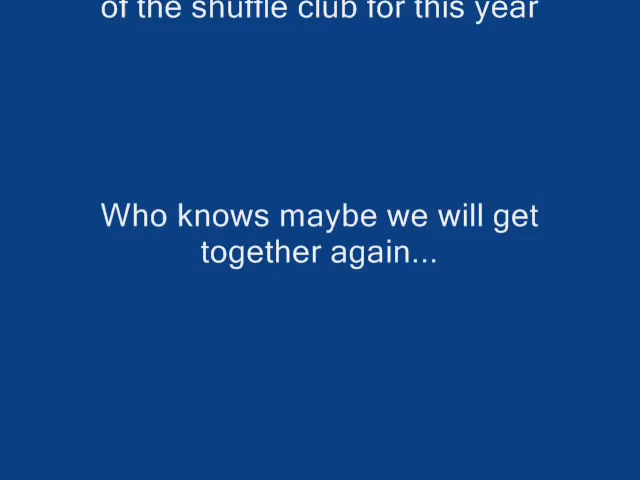 of the shuffle club for this year
Who knows maybe we will get
together again...